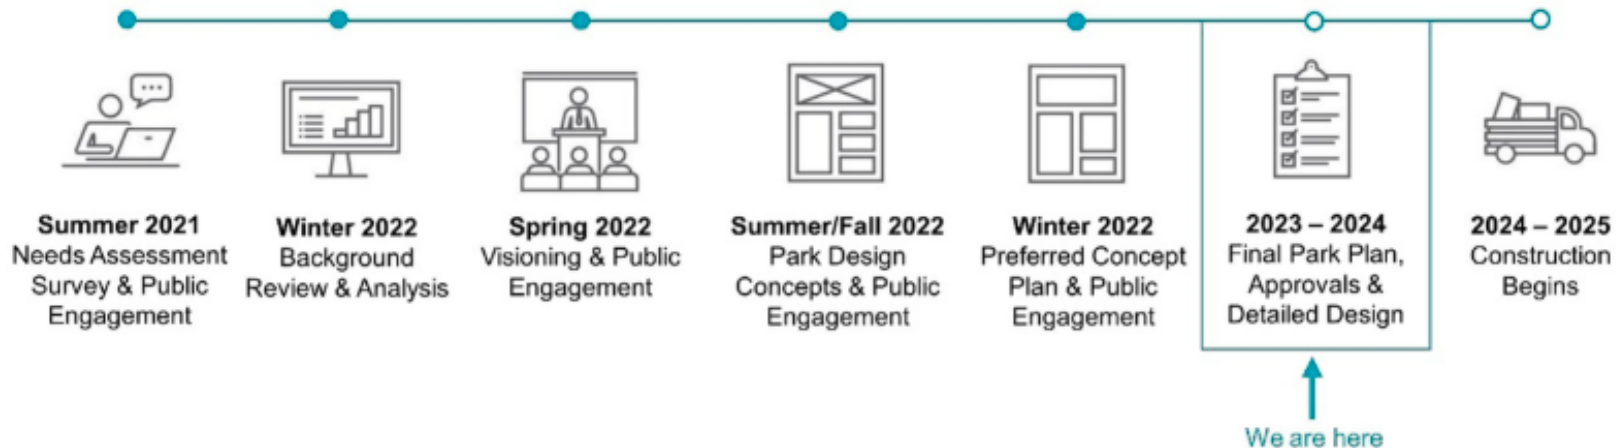 Summer 2021
Needs Assessment
Survey & Public
Engagement
Winter 2022
Background
Review & Analysis
Spring 2022
Visioning & Public
Engagement
Summer/Fall 2022
Park Design
Concepts & Public
Engagement
Winter 2022
Preferred Concept
Plan & Public
Engagement
2023 – 2024
Final Park Plan,
Approvals &
Detailed Design
2024 – 2025
Construction
Begins
We are here